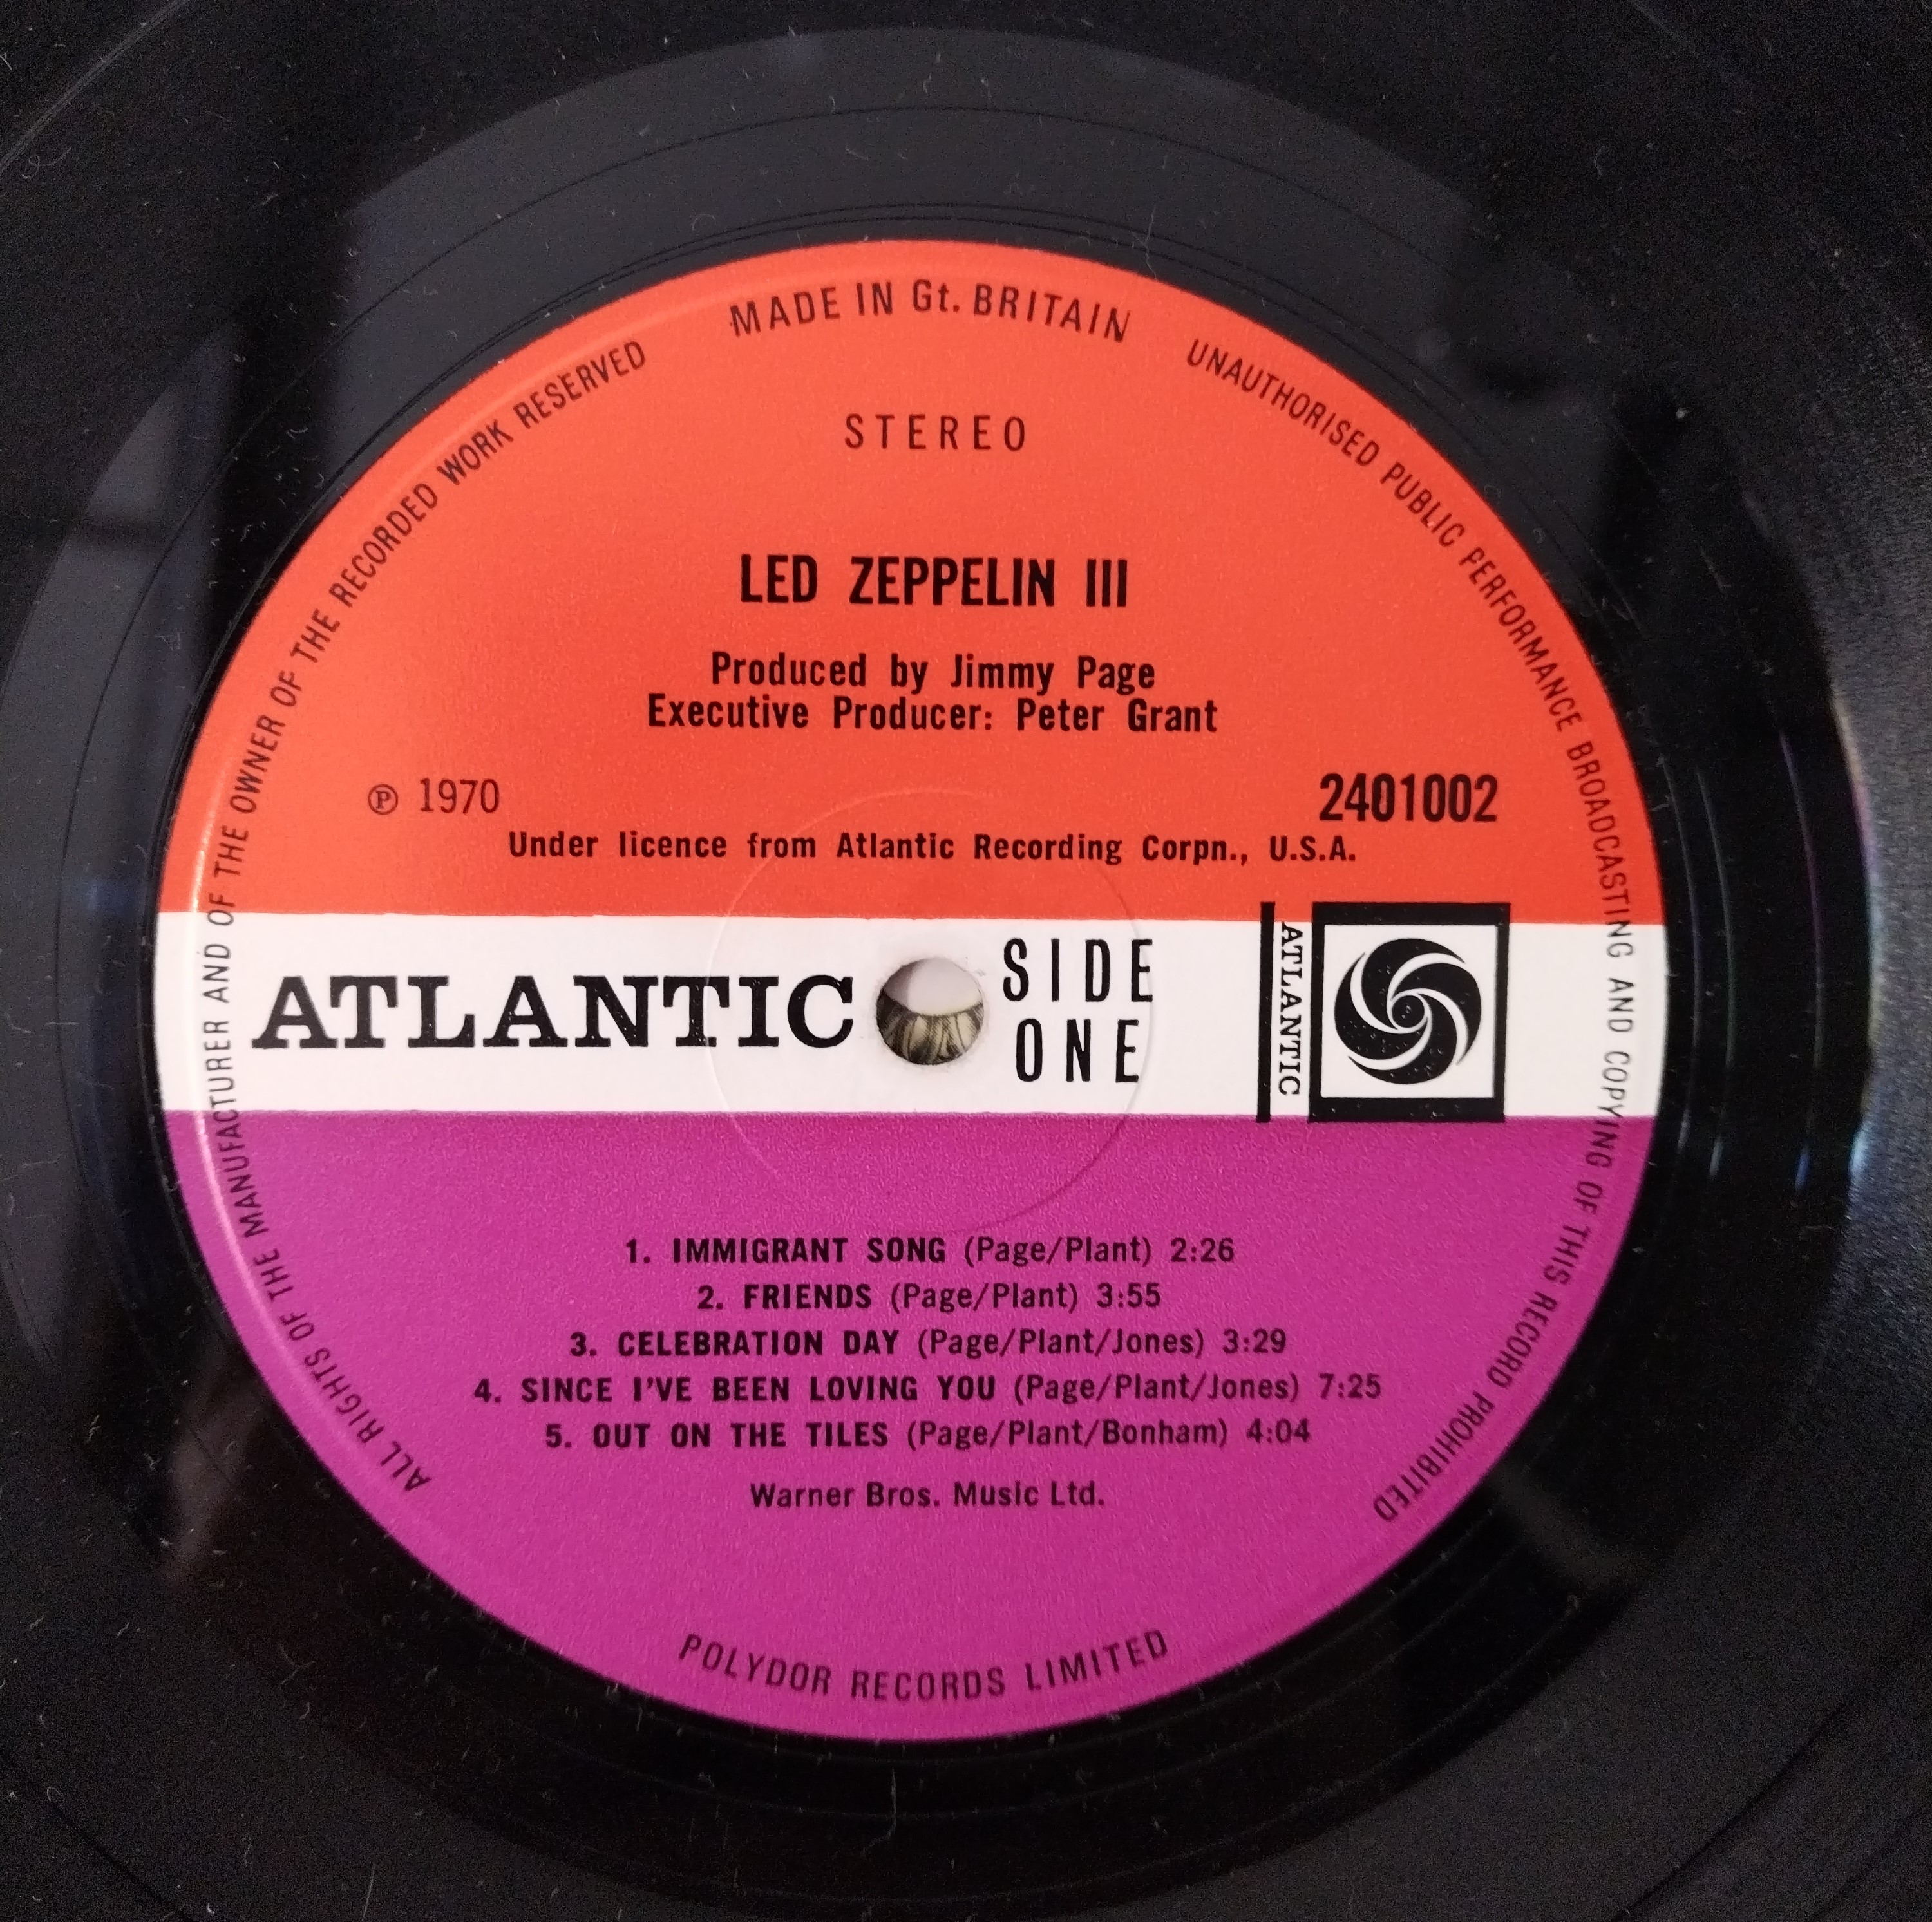 MADE IN Gt. BRITAIN
ALL RIGHTS OF THE MANUFACTURER AND OF THE OWNER OF THE RECORDED WORK RESERVED
UNAUTHORISED PUBLIC PERFORMANCE BROADCASTING AND COPYING OF THIS RECORD PROHIBITED
STEREO
LED ZEPPELIN III
Produced by Jimmy Page
Executive Producer: Peter Grant
℗ 1970
2401002
Under licence from Atlantic Recording Corpn., U.S.A.
ATLANTIC
SIDE
ONE
ATLANTIC
1. IMMIGRANT SONG (Page/Plant) 2:26
2. FRIENDS (Page/Plant) 3:55
3. CELEBRATION DAY (Page/Plant/Jones) 3:29
4. SINCE I'VE BEEN LOVING YOU (Page/Plant/Jones) 7:25
5. OUT ON THE TILES (Page/Plant/Bonham) 4:04
Warner Bros. Music Ltd.
POLYDOR RECORDS LIMITED